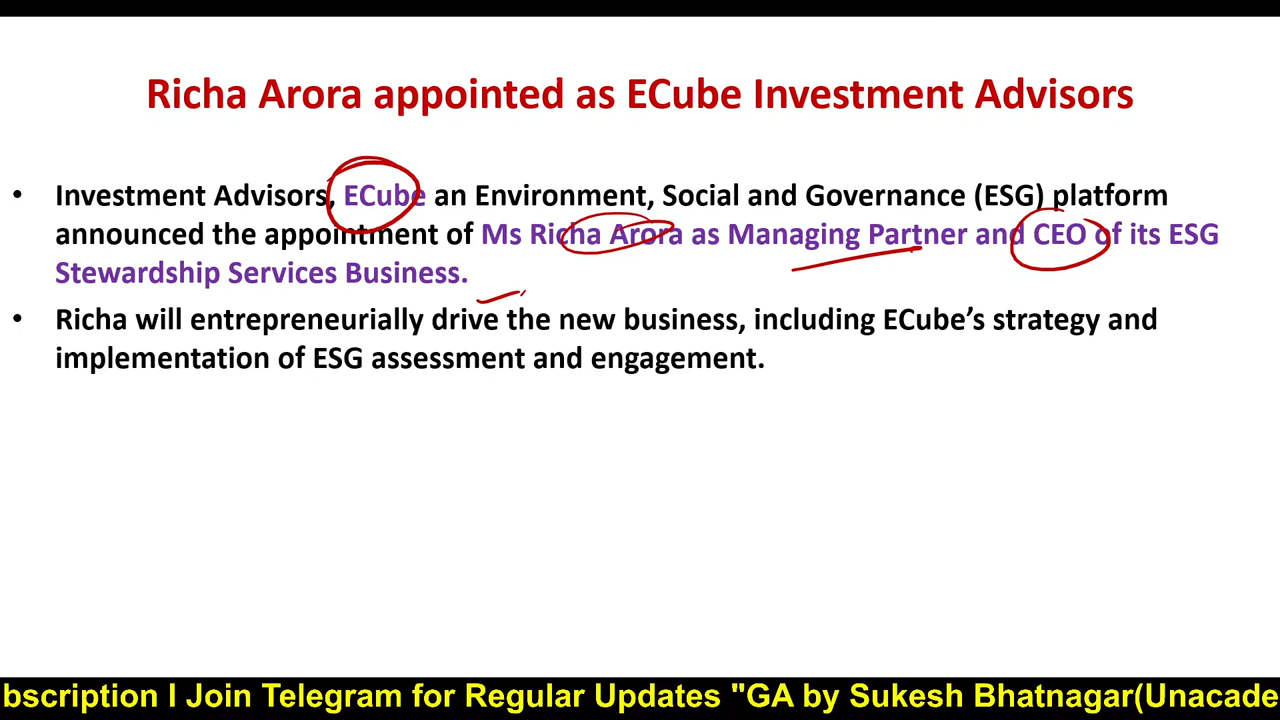 Richa Arora appointed as ECube Investment Advisors
• Investment Advisors, ECube an Environment, Social and Governance (ESG) platform
announced the appointment of Ms Richa Arora as Managing Partner and CEO of its ESG
Stewardship Services Business.
• Richa will entrepreneurially drive the new business, including ECube’s strategy and
implementation of ESG assessment and engagement.
bscription I Join Telegram for Regular Updates "GA by Sukesh Bhatnagar(Unacade